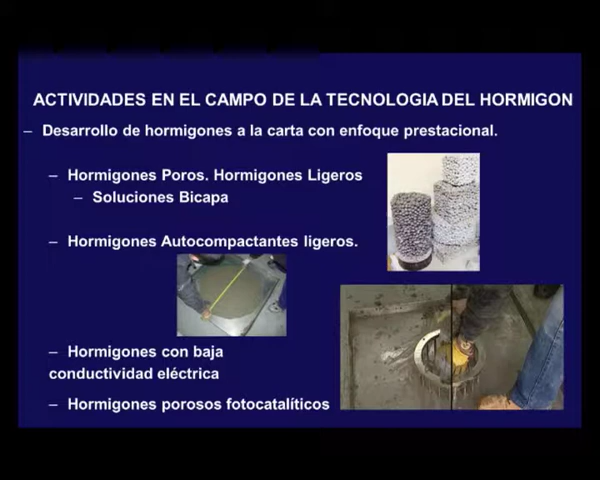 ACTIVIDADES EN EL CAMPO DE LA TECNOLOGIA DEL HORMIGON
– Desarrollo de hormigones a la carta con enfoque prestacional.
– Hormigones Poros. Hormigones Ligeros
– Soluciones Bicapa
– Hormigones Autocompactantes ligeros.
– Hormigones con baja
conductividad eléctrica
– Hormigones porosos fotocatalíticos